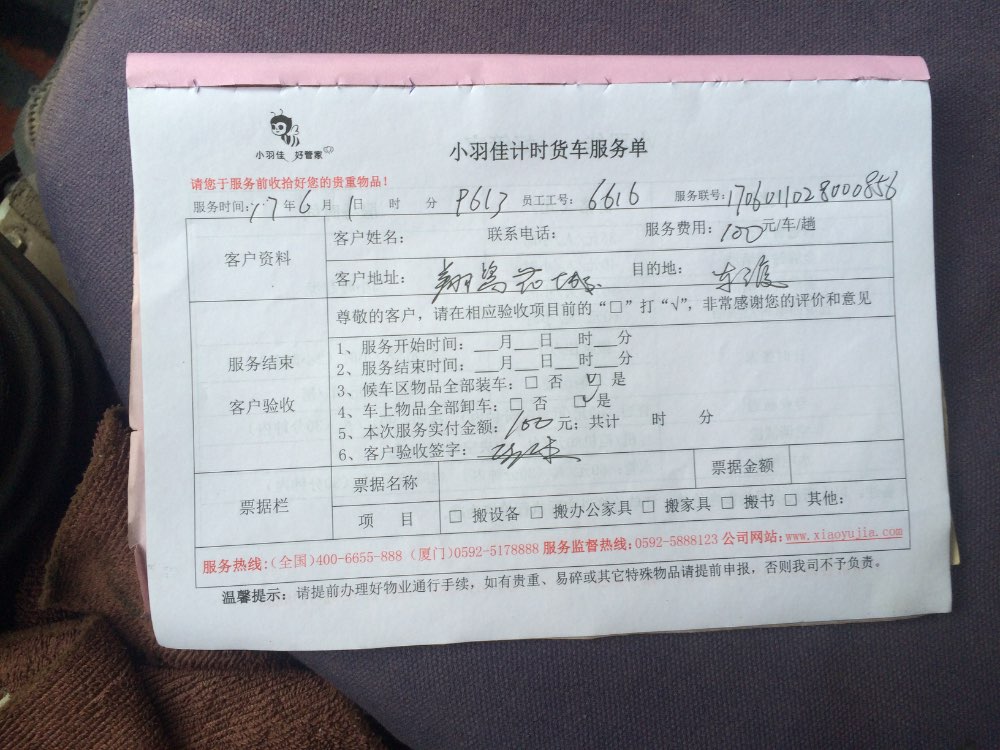 小羽佳 好管家
小羽佳计时货车服务单
请您于服务前收拾好您的贵重物品！
服务时间：17年6月1日 时 分 9613 员工工号：6616 服务联号：1706011028000856
客户资料
客户姓名： 联系电话： 服务费用：100元/车/趟
客户地址：翔 目的地：东渡
服务结束
客户验收
尊敬的客户，请在相应验收项目前的“□”打“√”，非常感谢您的评价和意见
1、服务开始时间：___月___日___时___分
2、服务结束时间：___月___日___时___分
3、候车区物品全部装车：□ 否 ☑ 是
4、车上物品全部卸车：□ 否 ☑ 是
5、本次服务实付金额：100元；共计 时 分
6、客户验收签字：
票据栏
票据名称 票据金额
项 目 □ 搬设备 □ 搬办公家具 □ 搬家具 □ 搬书 □ 其他：
服务热线:(全国)400-6655-888 (厦门)0592-5178888 服务监督热线:0592-5888123 公司网站:www.xiaoyujia.com
温馨提示：请提前办理好物业通行手续，如有贵重、易碎或其它特殊物品请提前申报，否则我司不予负责。